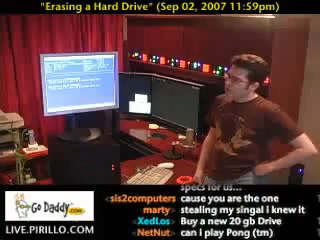 "Erasing a Hard Drive" (Sep 02, 2007 11:59pm)
specs for us...
sis2computers cause you are the one
marty> stealing my singal i knew it
<XedLos> Buy a new 20 gb Drive
<NetNut> can i play Pong (tm)
Go Daddy.com
LIVE.PIRILLO.COM